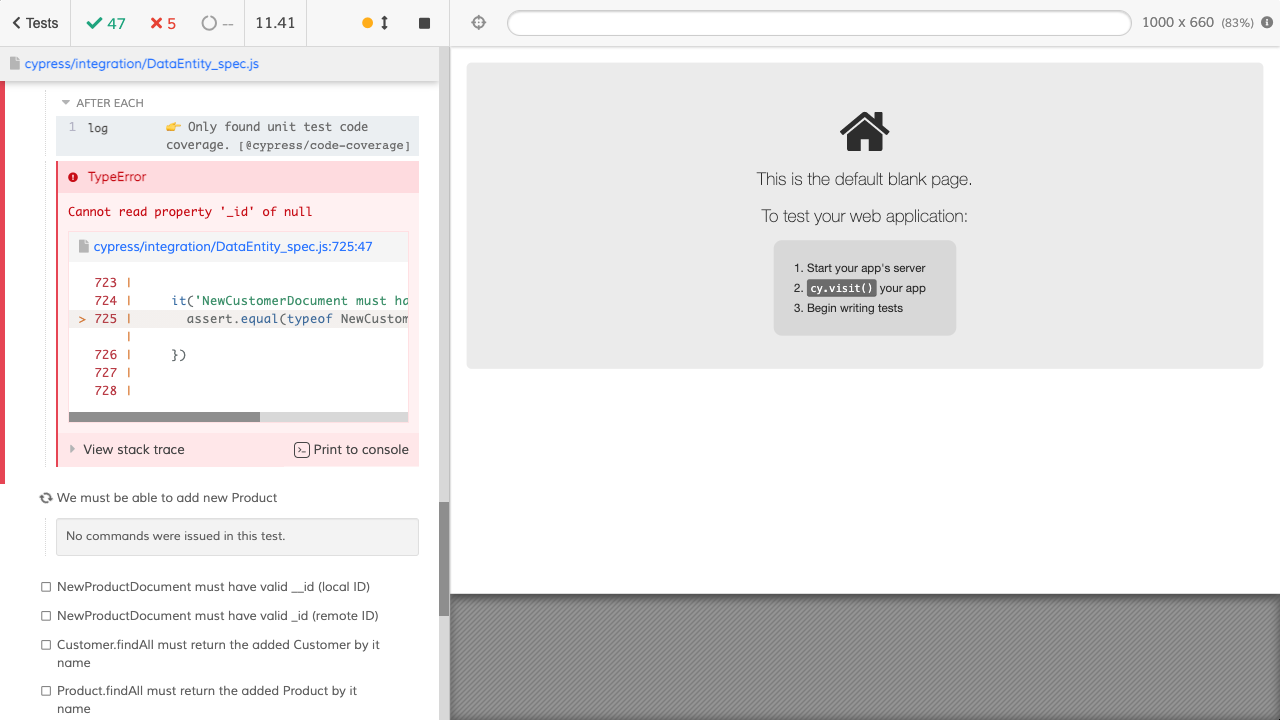 Tests
47
5
--
11.41
1000 x 660 (83%)
cypress/integration/DataEntity_spec.js
AFTER EACH
1 log 👉 Only found unit test code
coverage. [@cypress/code-coverage]
TypeError
Cannot read property '_id' of null
cypress/integration/DataEntity_spec.js:725:47
723 |
724 | it('NewCustomerDocument must ha
> 725 | assert.equal(typeof NewCustom
|
726 | })
727 |
728 |
View stack trace
Print to console
We must be able to add new Product
No commands were issued in this test.
NewProductDocument must have valid __id (local ID)
NewProductDocument must have valid _id (remote ID)
Customer.findAll must return the added Customer by it
name
Product.findAll must return the added Product by it
name
This is the default blank page.
To test your web application:
1. Start your app's server
2. cy.visit() your app
3. Begin writing tests